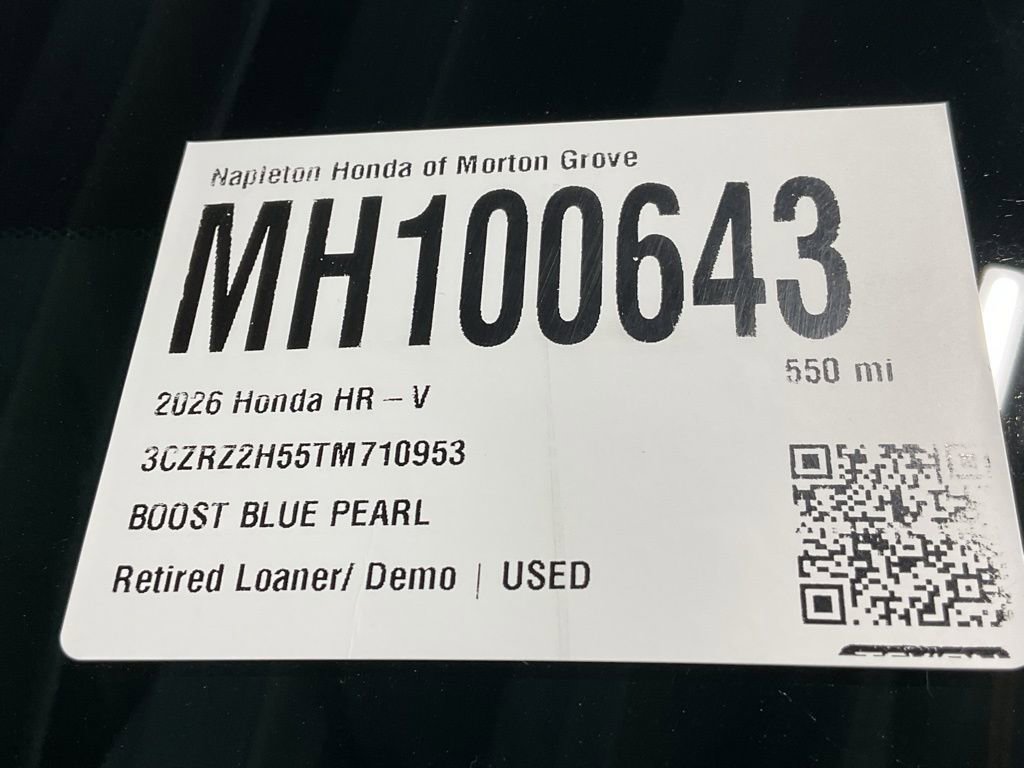 Napleton Honda of Morton Grove
MH100643
550 mi
2026 Honda HR – V
3CZRZ2H55TM710953
BOOST BLUE PEARL
Retired Loaner/ Demo | USED